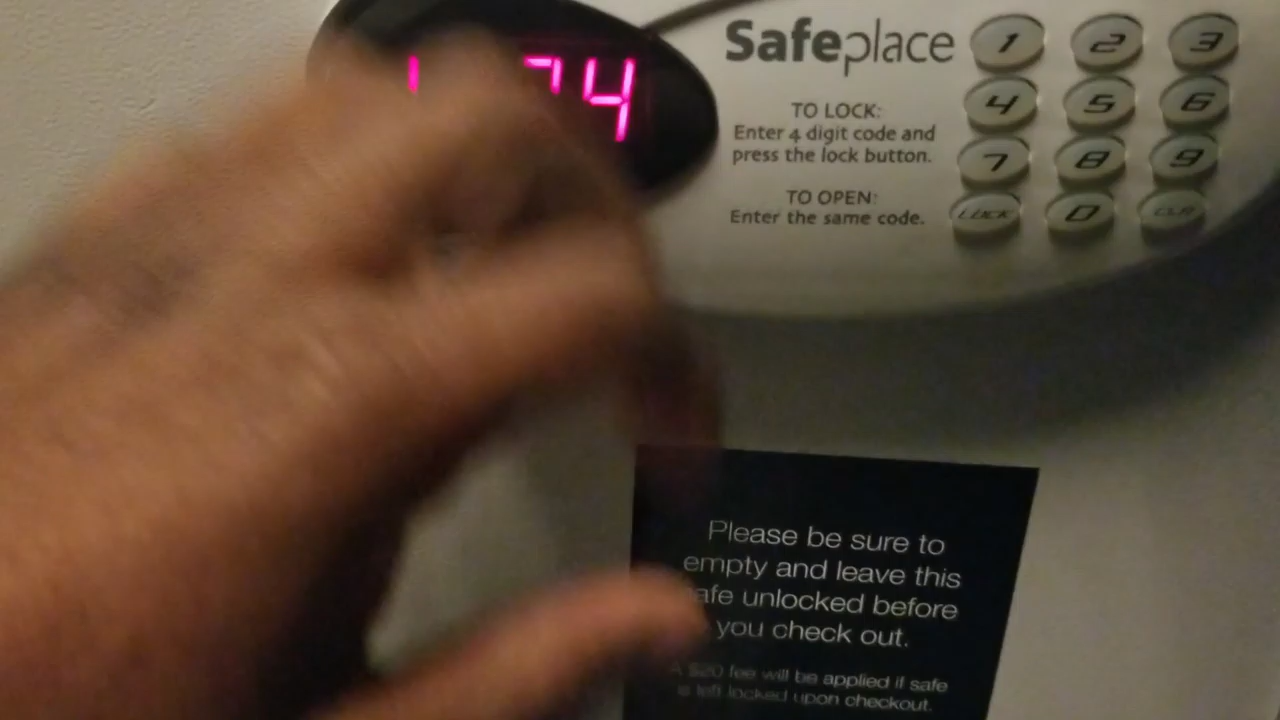 74
Safeplace
TO LOCK:
Enter 4 digit code and
press the lock button.
TO OPEN:
Enter the same code.
1 2 3
4 5 6
7 8 9
LOCK 0 CLR
Please be sure to
empty and leave this
afe unlocked before
you check out.
A $20 fee will be applied if safe
is left locked upon checkout.